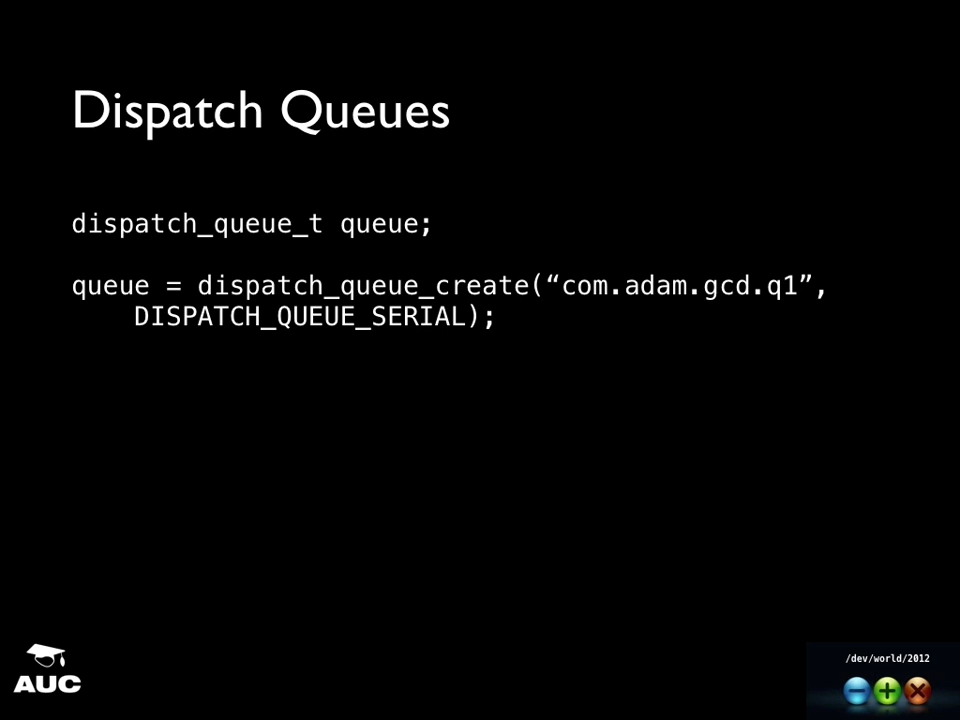 Dispatch Queues
dispatch_queue_t queue;
queue = dispatch_queue_create(“com.adam.gcd.q1”,
DISPATCH_QUEUE_SERIAL);
AUC
/dev/world/2012